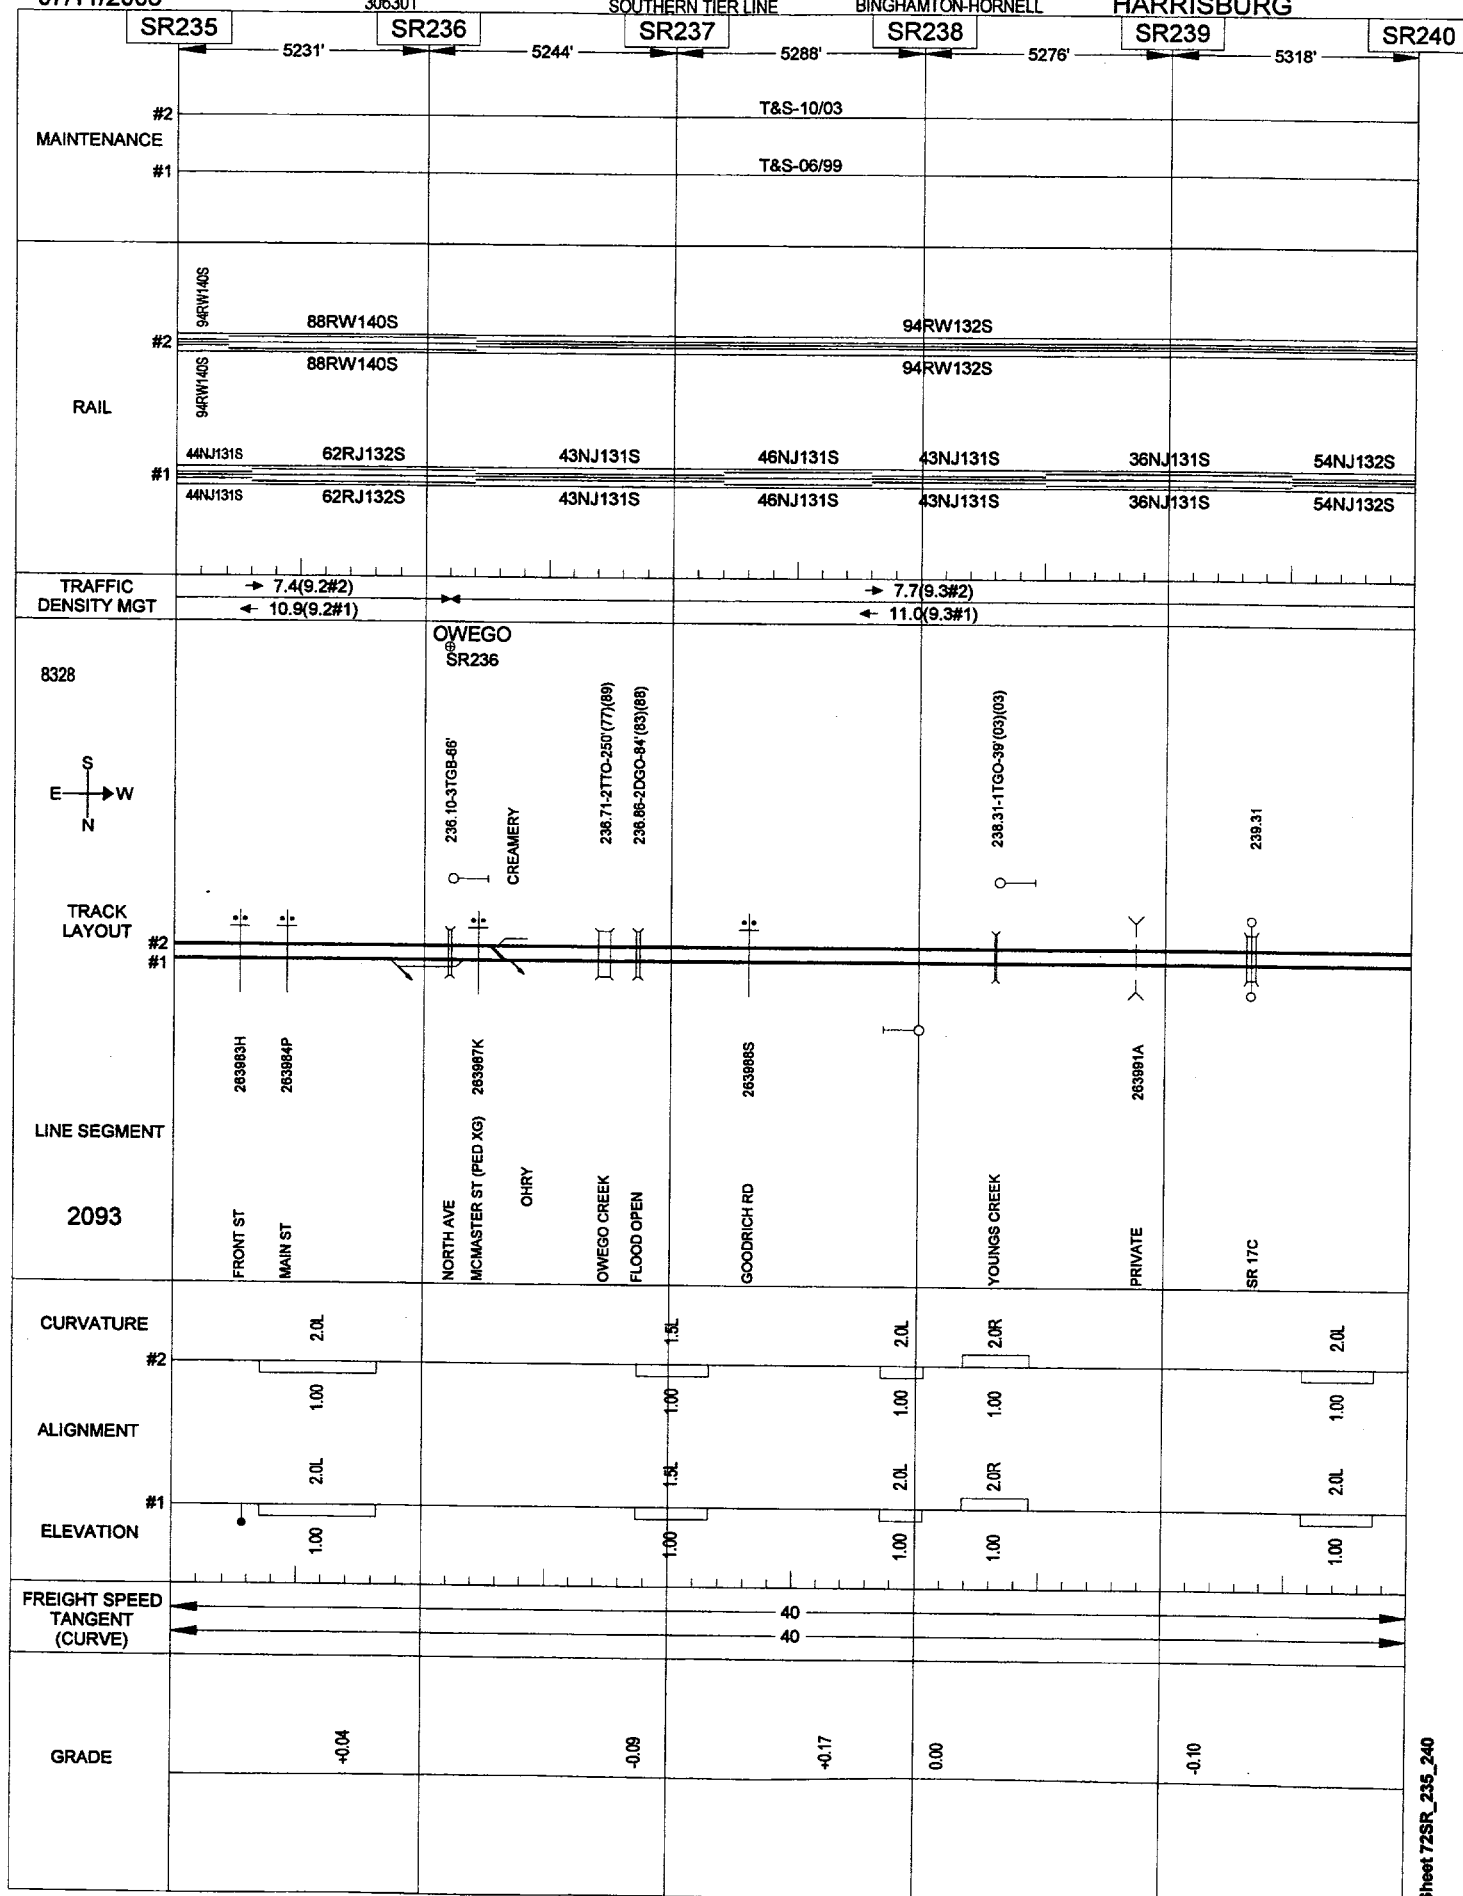 306301 SOUTHERN TIER LINE BINGHAMTON-HORNELL HARRISBURG
SR235 SR236 SR237 SR238 SR239 SR240
5231' 5244' 5288' 5276' 5318'
#2 T&S-10/03
MAINTENANCE
#1 T&S-06/99
94RW140S
88RW140S 94RW132S
#2
88RW140S 94RW132S
94RW140S
RAIL
44NJ131S 62RJ132S 43NJ131S 46NJ131S 43NJ131S 36NJ131S 54NJ132S
#1
44NJ131S 62RJ132S 43NJ131S 46NJ131S 43NJ131S 36NJ131S 54NJ132S
TRAFFIC
DENSITY MGT
7.4(9.2#2) 7.7(9.3#2)
10.9(9.2#1) 11.0(9.3#1)
OWEGO
SR236
8328
S
E W
N
236.10-3TGB-66'
CREAMERY
236.71-2TTO-250'(77)(89)
236.86-2DGO-84'(83)(88)
238.31-1TGO-39'(03)(03)
239.31
TRACK
LAYOUT
#2
#1
263983H
263984P
263987K
263988S
263991A
LINE SEGMENT
2093
FRONT ST
MAIN ST
NORTH AVE
MCMASTER ST (PED XG)
OHRY
OWEGO CREEK
FLOOD OPEN
GOODRICH RD
YOUNGS CREEK
PRIVATE
SR 17C
CURVATURE
2.0L 1.5L 2.0L 2.0R 2.0L
#2
1.00 1.00 1.00 1.00 1.00
ALIGNMENT
2.0L 1.5L 2.0L 2.0R 2.0L
#1
1.00 1.00 1.00 1.00 1.00
ELEVATION
FREIGHT SPEED
TANGENT
(CURVE)
40
40
GRADE
+0.04 -0.09 +0.17 0.00 -0.10
Sheet 72SR_235_240